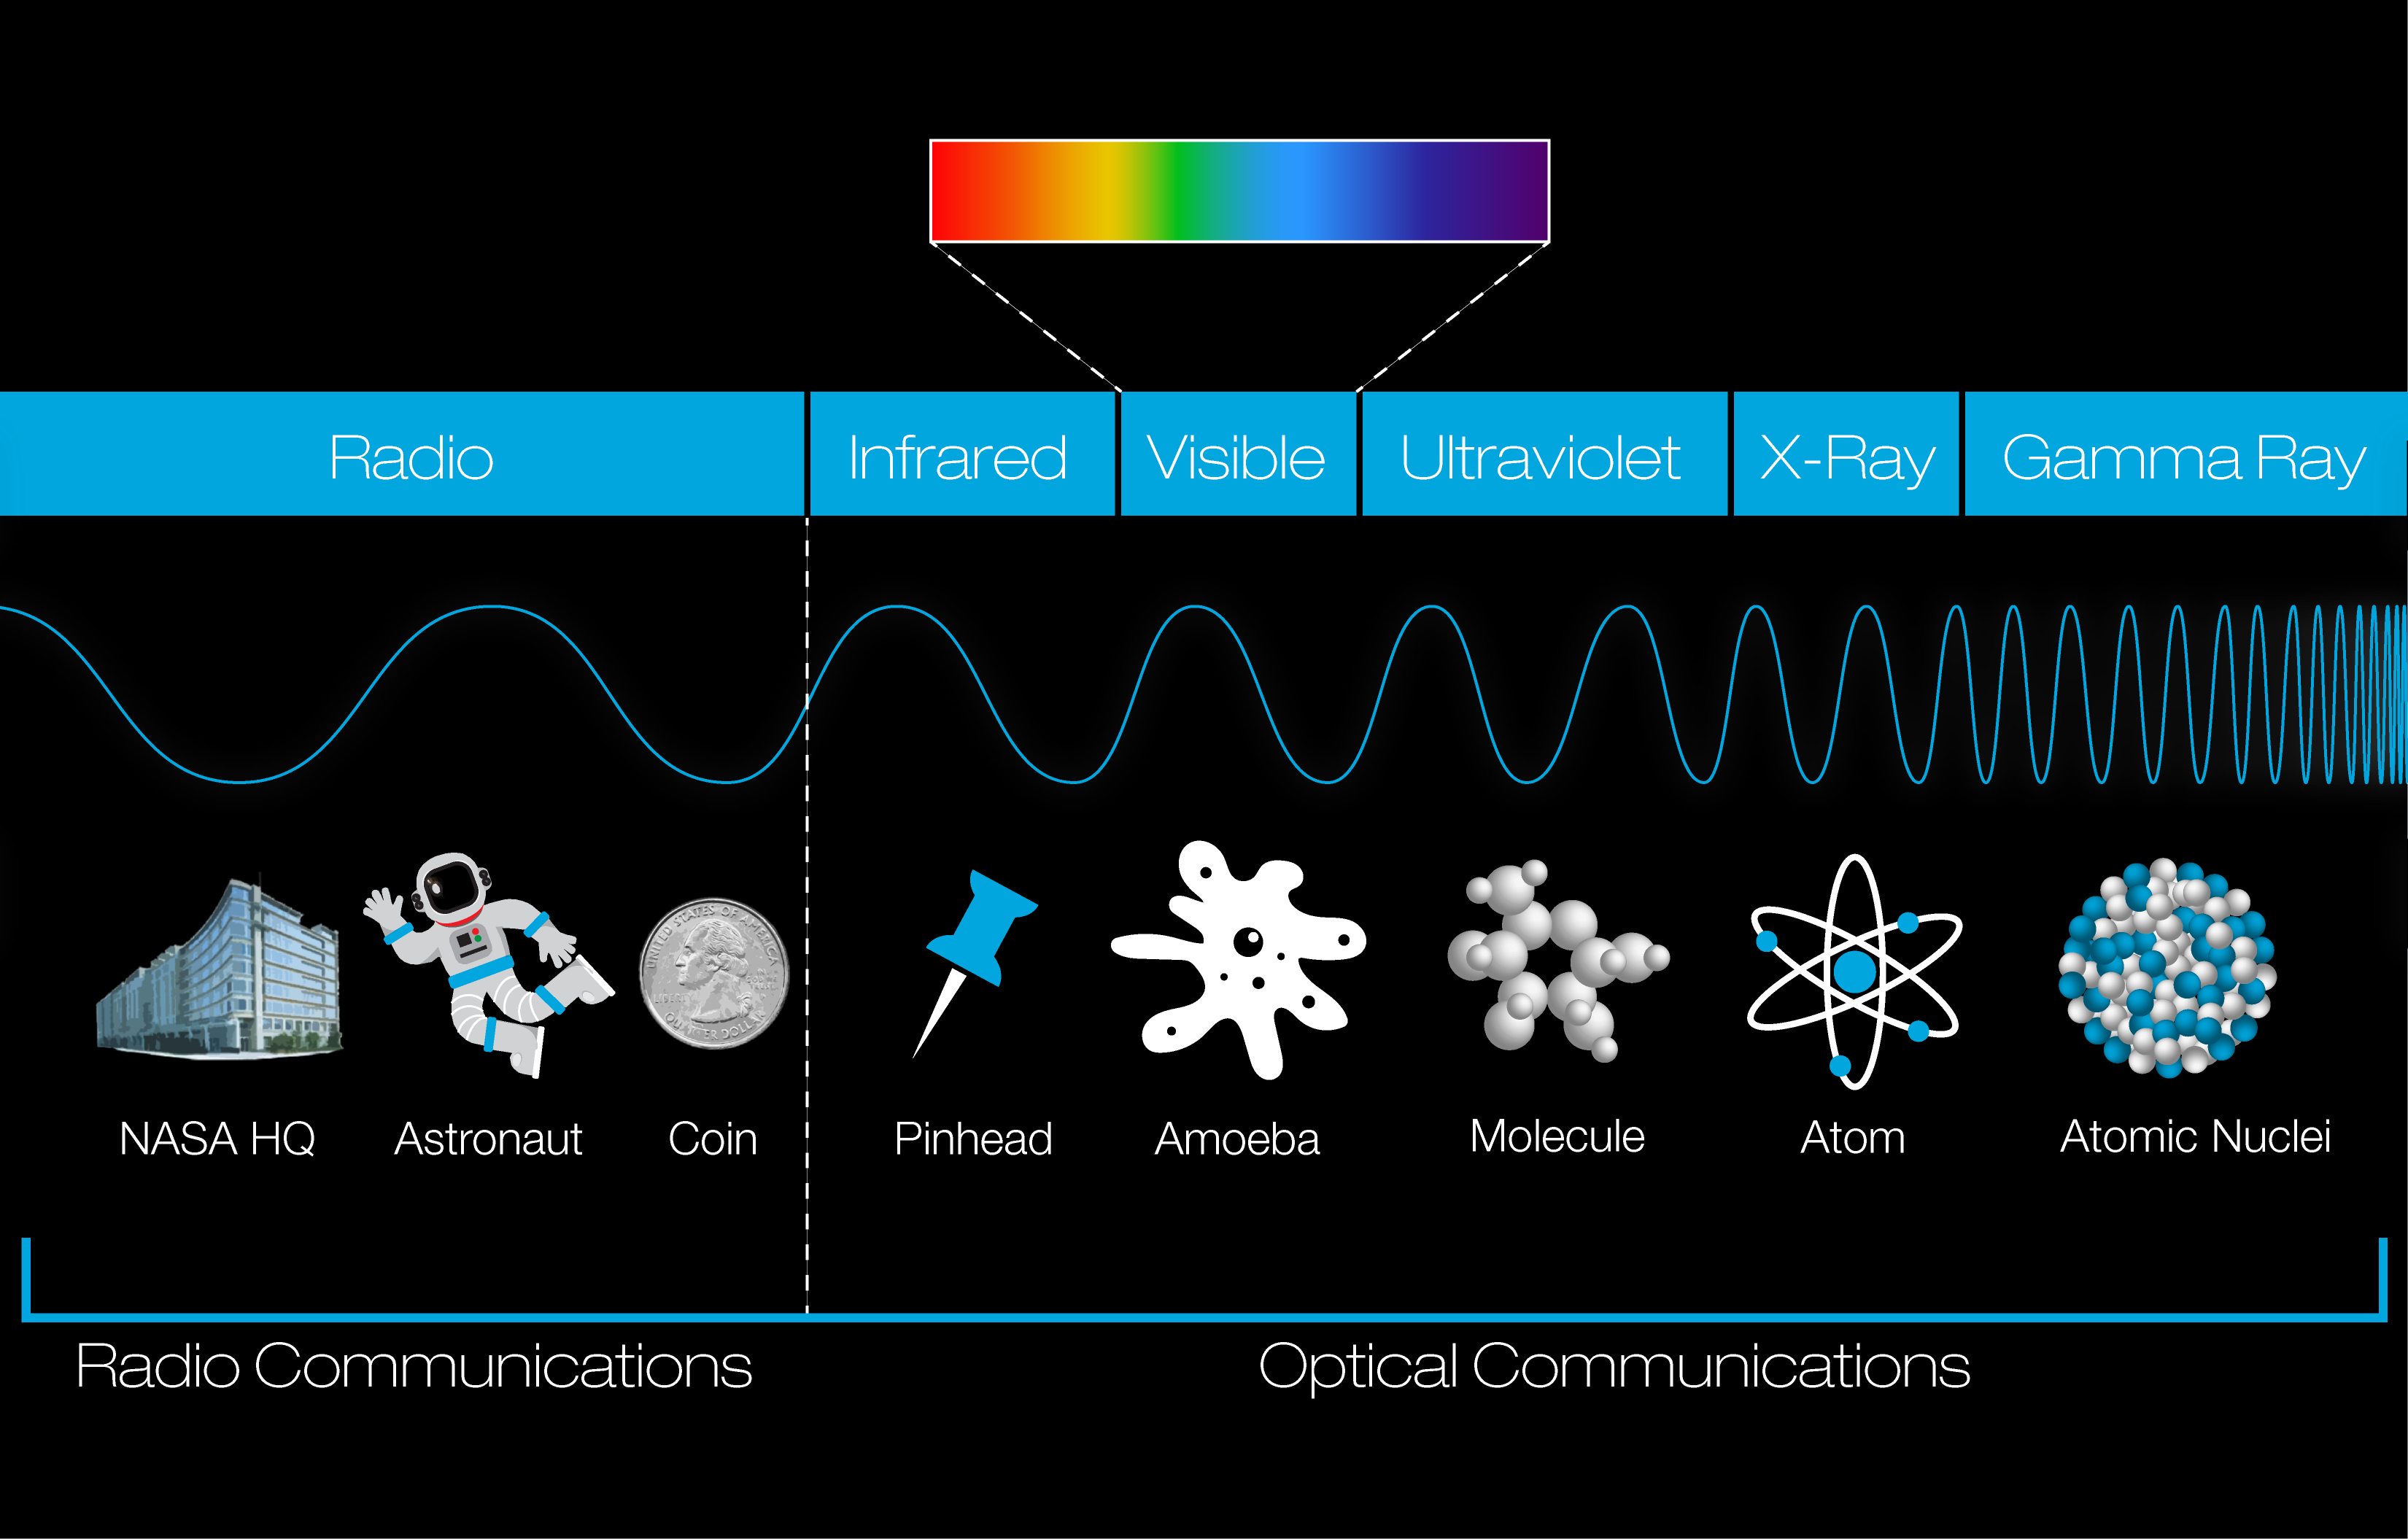 Radio
Infrared
Visible
Ultraviolet
X-Ray
Gamma Ray
UNITED STATES OF AMERICA
QUARTER DOLLAR
NASA HQ
Astronaut
Coin
Pinhead
Amoeba
Molecule
Atom
Atomic Nuclei
Radio Communications
Optical Communications